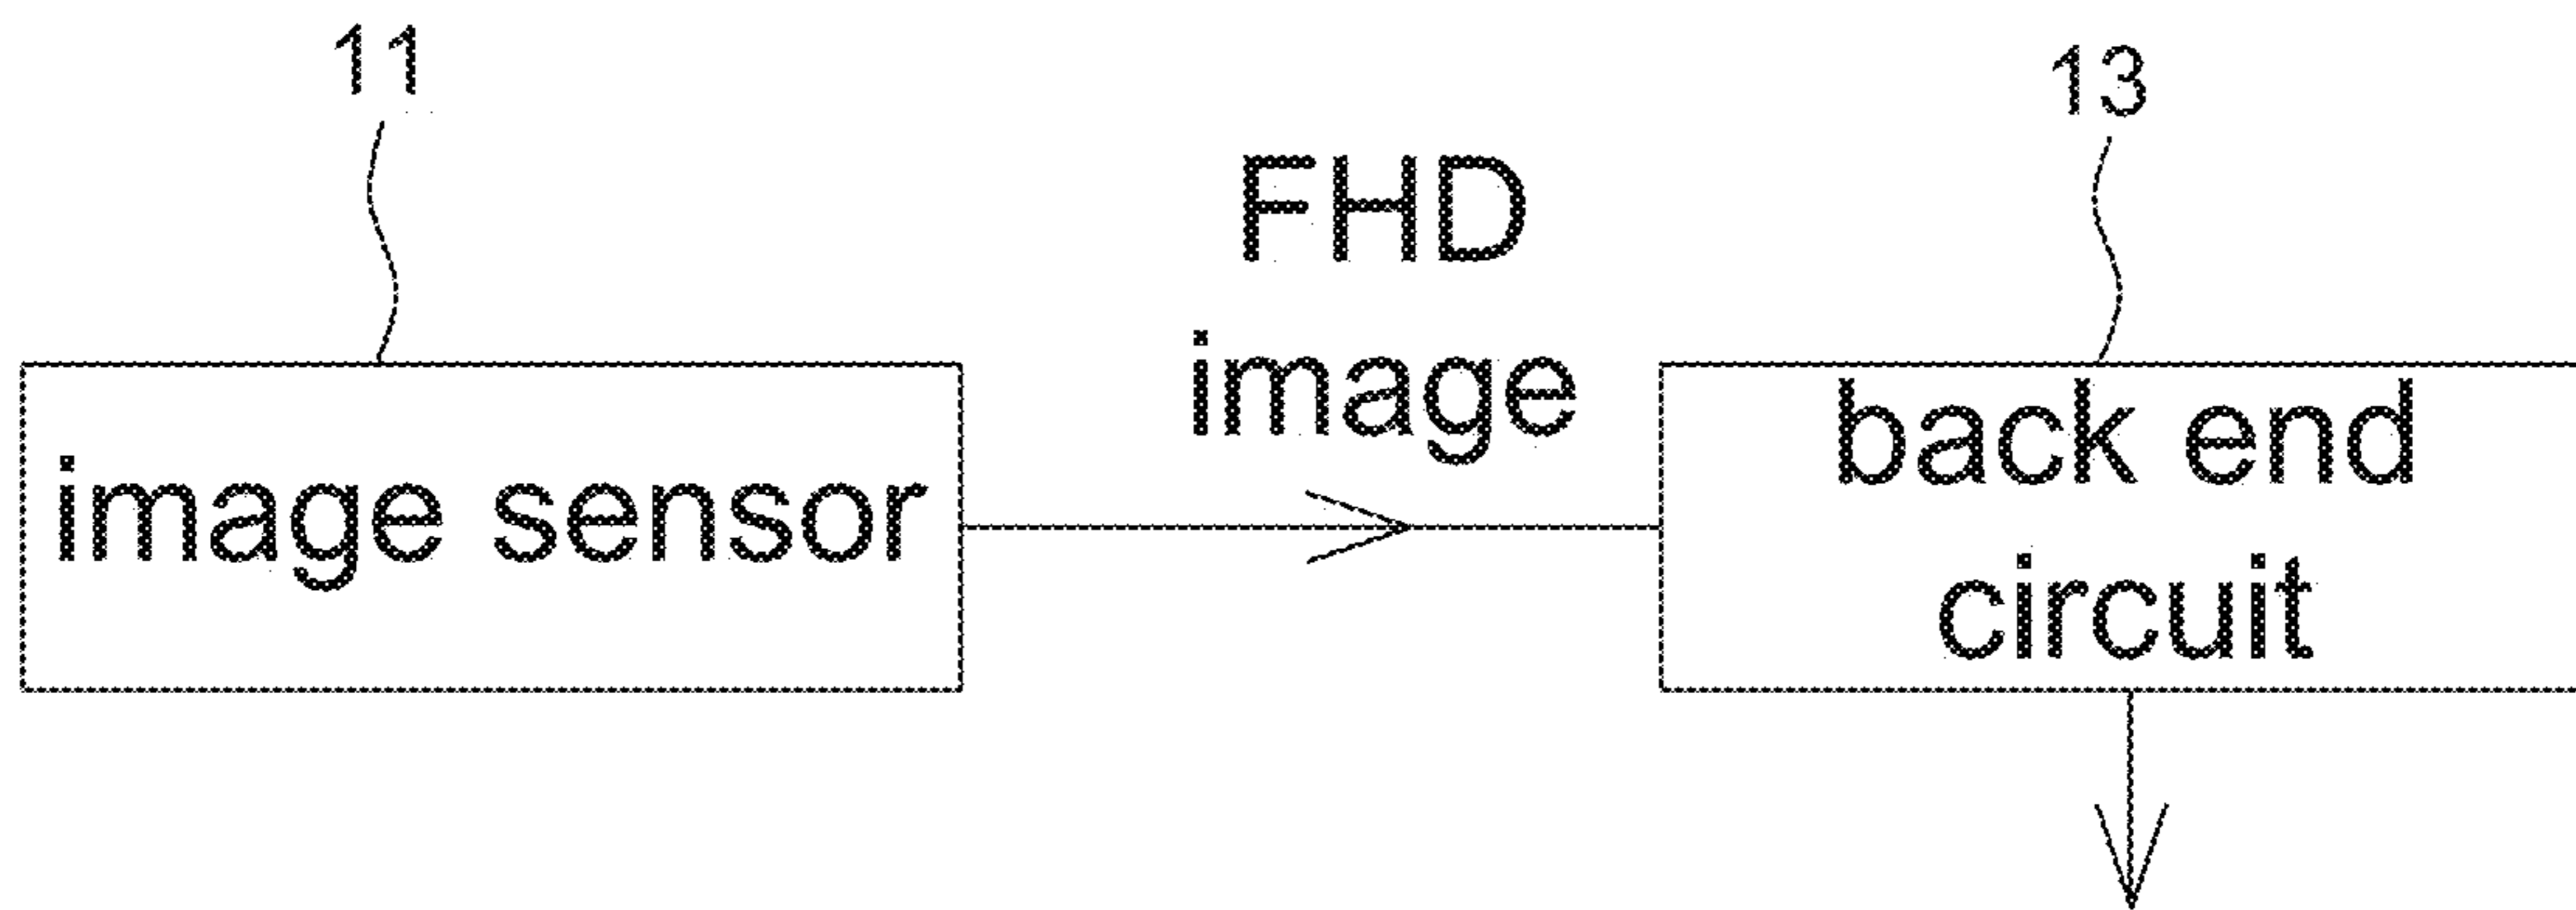 11
13
FHD
image
image sensor
back end
circuit